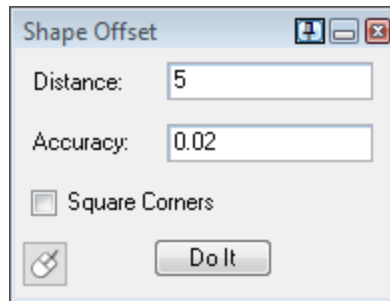 Shape Offset
Distance: 5
Accuracy: 0.02
Square Corners
Do It